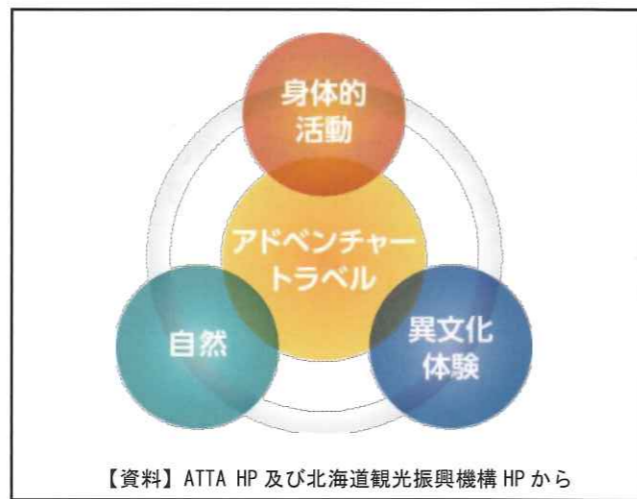 身体的
活動
アドベンチャー
トラベル
自然
異文化
体験
【資料】ATTA HP 及び北海道観光振興機構 HP から